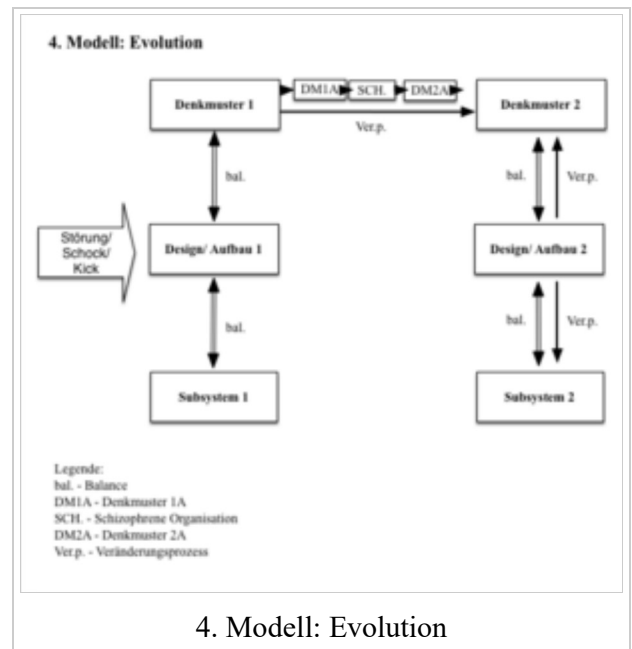 4. Modell: Evolution
DM1A SCH. DM2A
Denkmuster 1 Denkmuster 2
Ver.p.
bal. bal. Ver.p.
Störung/
Schock/
Kick
Design/ Aufbau 1 Design/ Aufbau 2
bal. bal. Ver.p.
Subsystem 1 Subsystem 2
Legende:
bal. - Balance
DM1A - Denkmuster 1A
SCH. - Schizophrene Organisation
DM2A - Denkmuster 2A
Ver.p. - Veränderungsprozess
4. Modell: Evolution